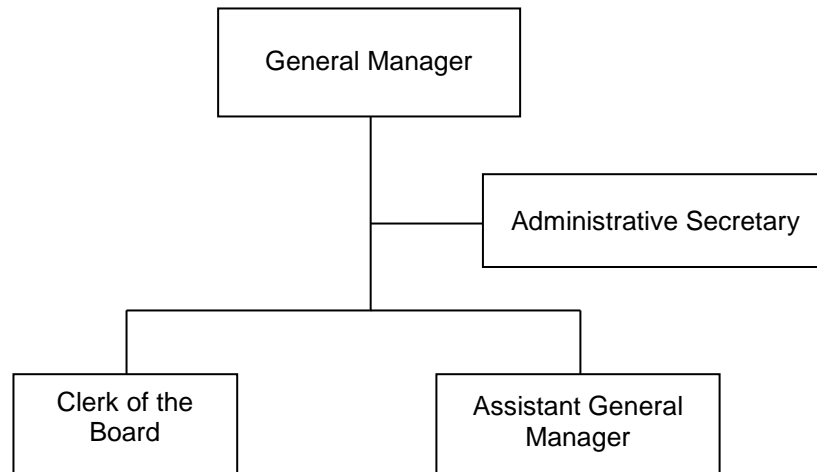 General Manager
Administrative Secretary
Clerk of the
Board
Assistant General
Manager